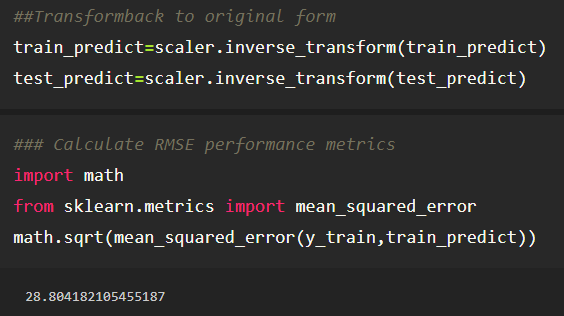 ##Transformback to original form
train_predict=scaler.inverse_transform(train_predict)
test_predict=scaler.inverse_transform(test_predict)
### Calculate RMSE performance metrics
import math
from sklearn.metrics import mean_squared_error
math.sqrt(mean_squared_error(y_train,train_predict))
28.804182105455187